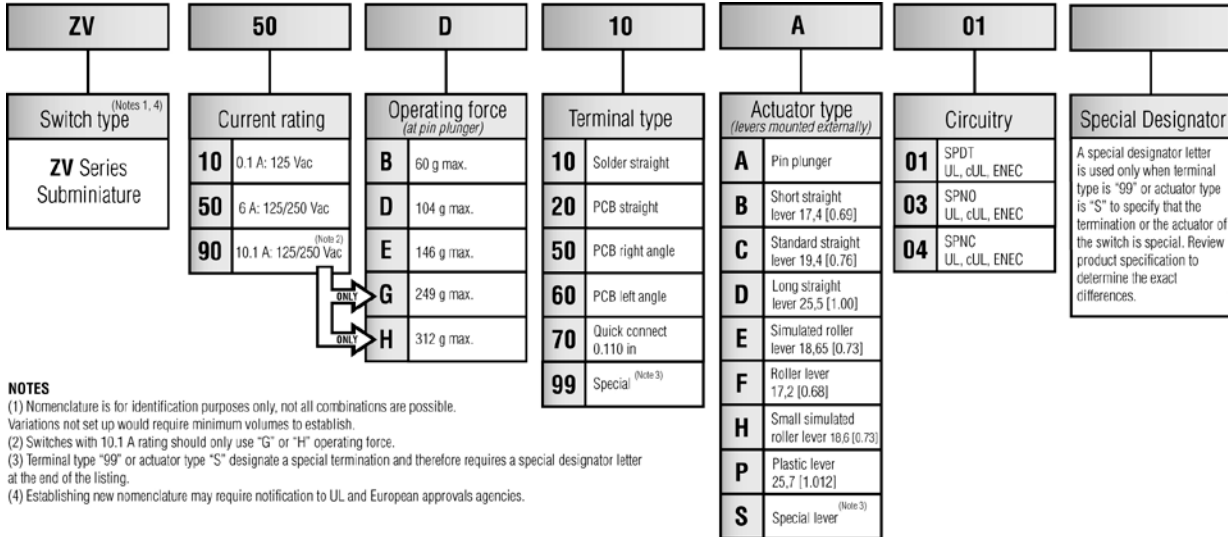 ZV
50
D
10
A
01
(Notes 1, 4)
Switch type
ZV Series
Subminiature
Current rating
10 0.1 A: 125 Vac
50 6 A: 125/250 Vac
(Note 2)
90 10.1 A: 125/250 Vac
ONLY
ONLY
Operating force
(at pin plunger)
B 60 g max.
D 104 g max.
E 146 g max.
G 249 g max.
H 312 g max.
Terminal type
10 Solder straight
20 PCB straight
50 PCB right angle
60 PCB left angle
70 Quick connect
0.110 in
99 Special (Note 3)
Actuator type
(levers mounted externally)
A Pin plunger
B Short straight
lever 17,4 [0.69]
C Standard straight
lever 19,4 [0.76]
D Long straight
lever 25,5 [1.00]
E Simulated roller
lever 18,65 [0.73]
F Roller lever
17,2 [0.68]
H Small simulated
roller lever 18,6 [0.73]
P Plastic lever
25,7 [1.012]
(Note 3)
S Special lever
Circuitry
01 SPDT
UL, cUL, ENEC
03 SPNO
UL, cUL, ENEC
04 SPNC
UL, cUL, ENEC
Special Designator
A special designator letter
is used only when terminal
type is "99" or actuator type
is "S" to specify that the
termination or the actuator of
the switch is special. Review
product specification to
determine the exact
differences.
NOTES
(1) Nomenclature is for identification purposes only, not all combinations are possible.
Variations not set up would require minimum volumes to establish.
(2) Switches with 10.1 A rating should only use "G" or "H" operating force.
(3) Terminal type "99" or actuator type "S" designate a special termination and therefore requires a special designator letter
at the end of the listing.
(4) Establishing new nomenclature may require notification to UL and European approvals agencies.